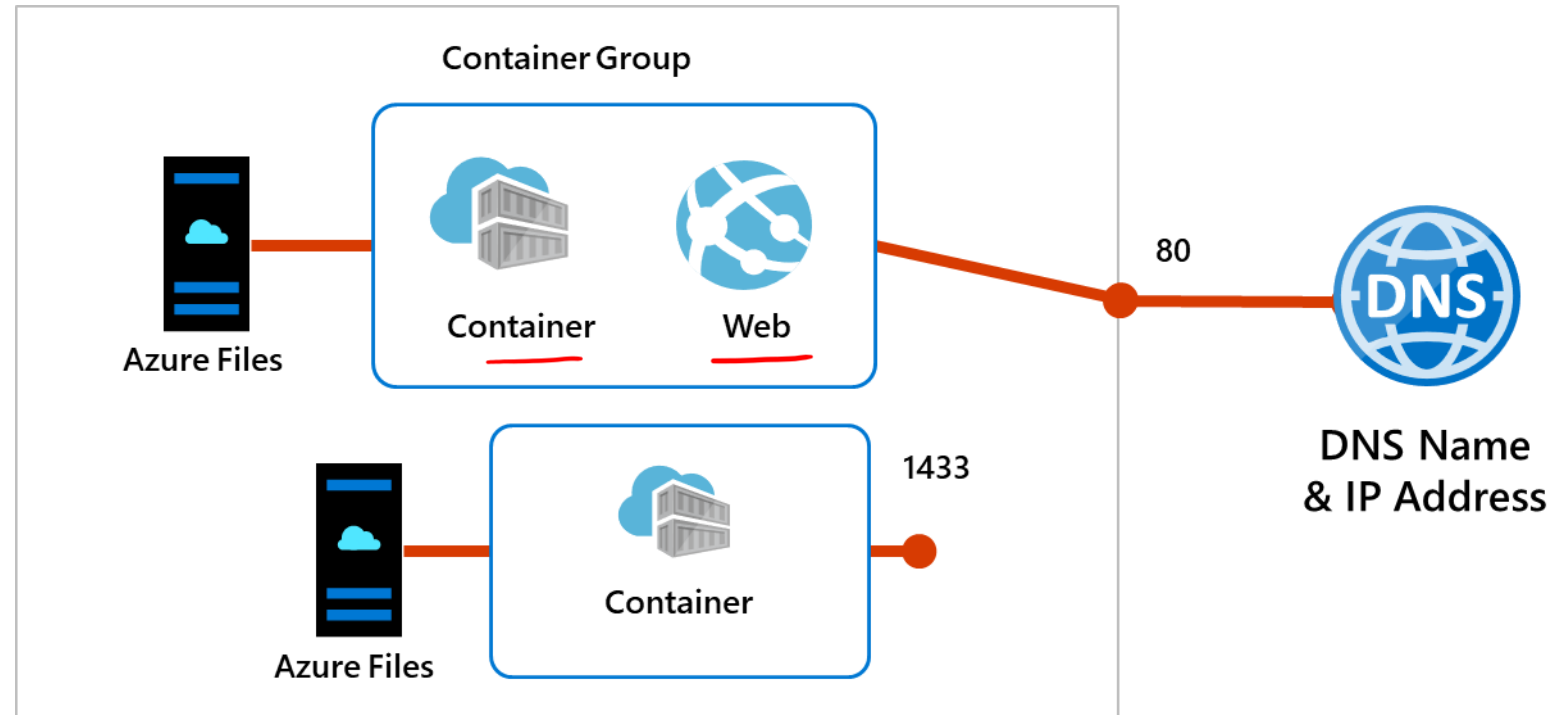 Container Group
Container
Web
Azure Files
80
DNS
DNS Name
& IP Address
1433
Container
Azure Files